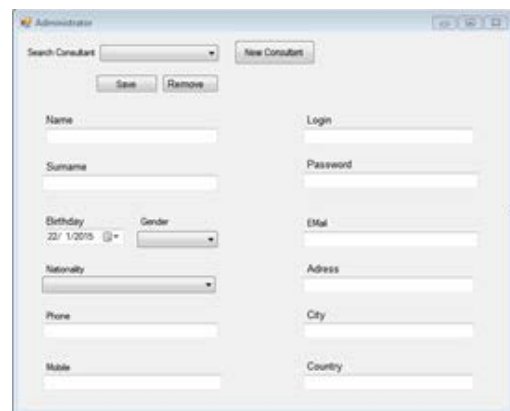 Administrator
Search Consultant New Consultant
Save Remove
Name Login
Surname Password
Birthday Gender EMail
22/ 1/2015
Nationality Adress
Phone City
Mobile Country